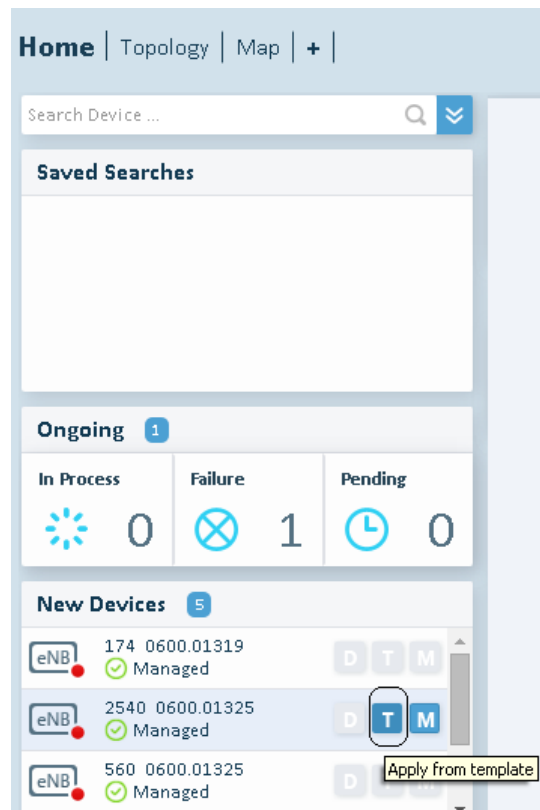 Home | Topology | Map | + |
Search Device ...
Saved Searches
Ongoing 1
In Process Failure Pending
0 1 0
New Devices 5
eNB 174 0600.01319 D T M
Managed
eNB 2540 0600.01325 D T M
Managed
Apply from template
eNB 560 0600.01325 D
Managed